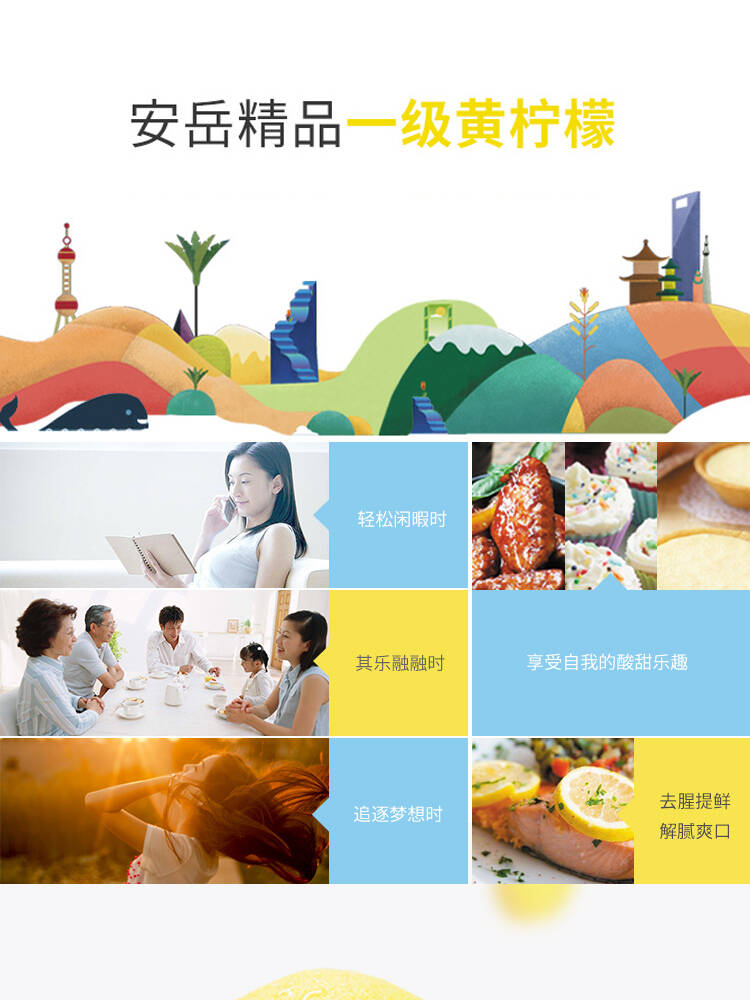 安岳精品一级黄柠檬
轻松闲暇时
其乐融融时
享受自我的酸甜乐趣
追逐梦想时
去腥提鲜
解腻爽口